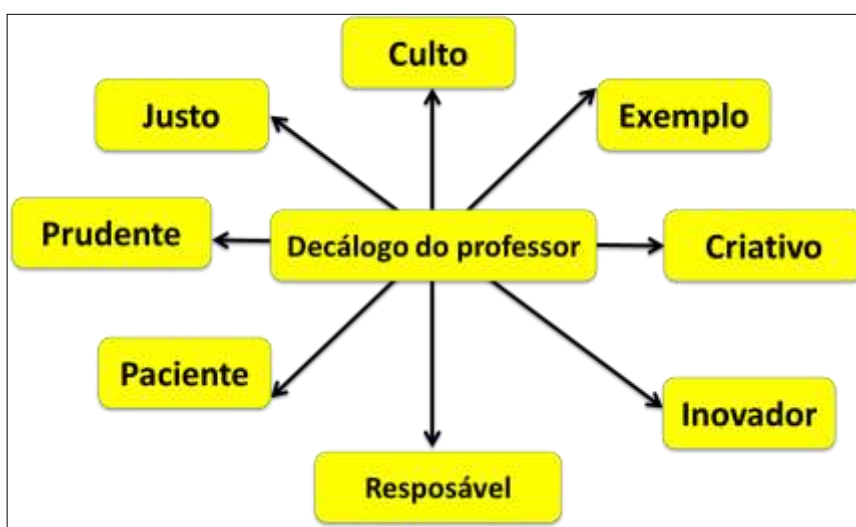 Culto
Justo
Exemplo
Prudente
Decálogo do professor
Criativo
Paciente
Inovador
Resposável